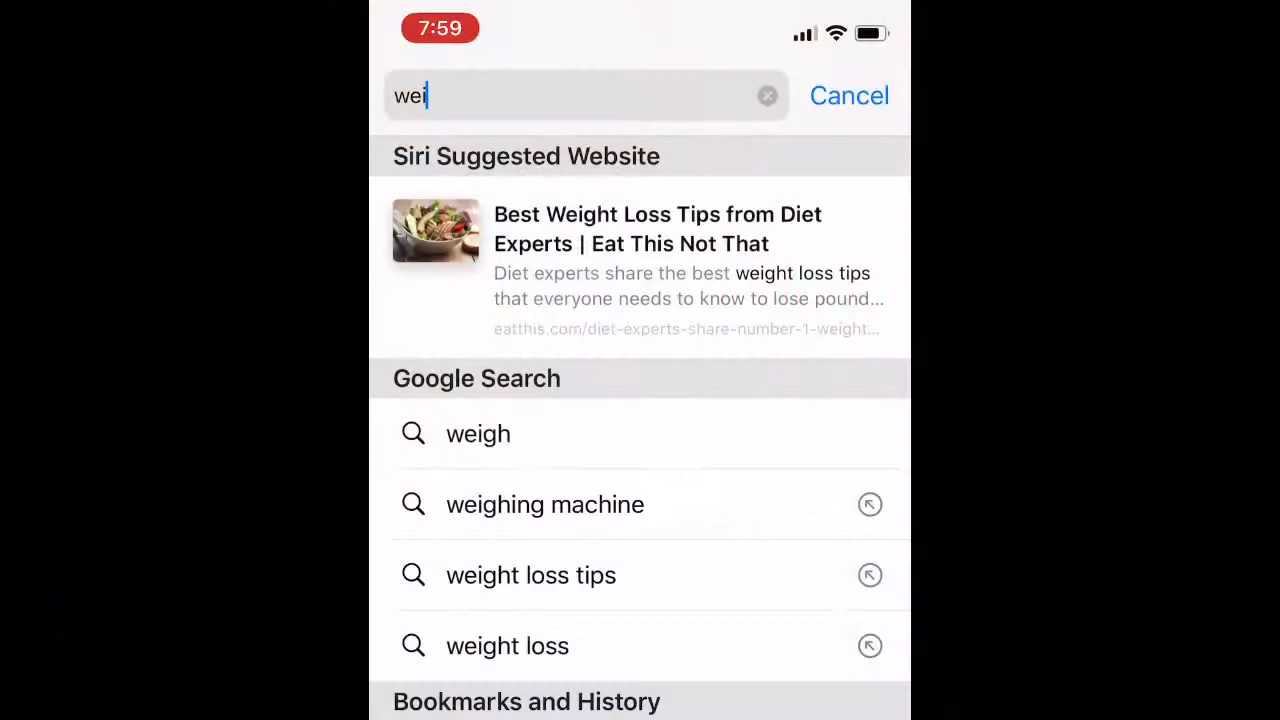 7:59
wei
Cancel
Siri Suggested Website
Best Weight Loss Tips from Diet
Experts | Eat This Not That
Diet experts share the best weight loss tips
that everyone needs to know to lose pound...
eatthis.com/diet-experts-share-number-1-weight...
Google Search
weigh
weighing machine
weight loss tips
weight loss
Bookmarks and History